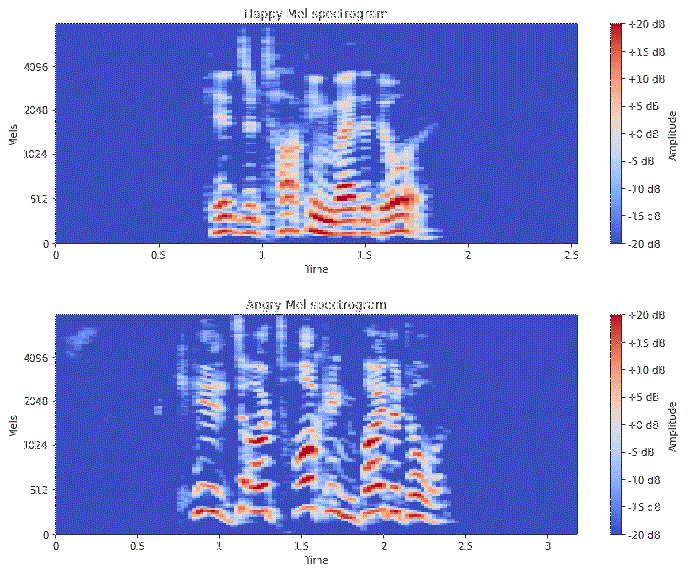 Happy Mel spectrogram
+20 dB
+15 dB
+10 dB
+5 dB
+0 dB
-5 dB
-10 dB
-15 dB
-20 dB
Amplitude
4096
2048
1024
512
0
Mels
0
0.5
1
1.5
2
2.5
Time
Angry Mel spectrogram
+20 dB
+15 dB
+10 dB
+5 dB
+0 dB
-5 dB
-10 dB
-15 dB
-20 dB
Amplitude
4096
2048
1024
512
0
Mels
0
0.5
1
1.5
2
2.5
3
Time